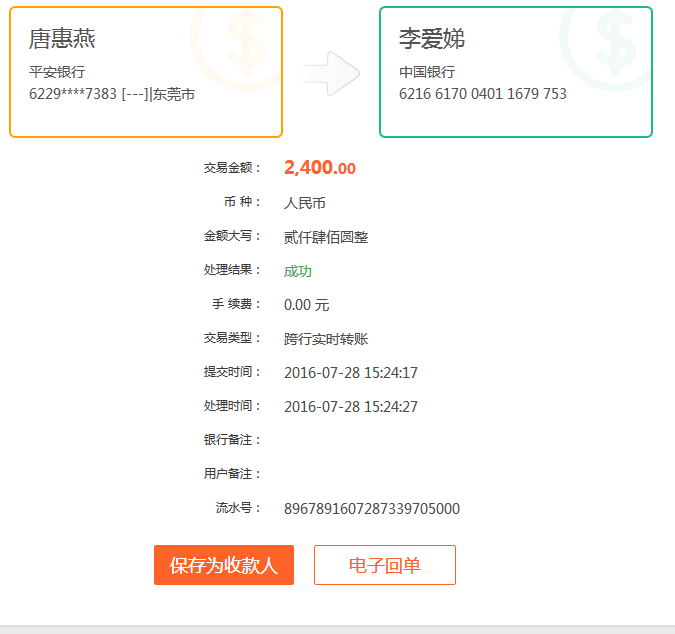 唐惠燕
平安银行
6229****7383 [---]|东莞市
李爱娣
中国银行
6216 6170 0401 1679 753
交易金额： 2,400.00
币 种： 人民币
金额大写： 贰仟肆佰圆整
处理结果： 成功
手 续费： 0.00 元
交易类型： 跨行实时转账
提交时间： 2016-07-28 15:24:17
处理时间： 2016-07-28 15:24:27
银行备注：
用户备注：
流水号： 8967891607287339705000
保存为收款人
电子回单